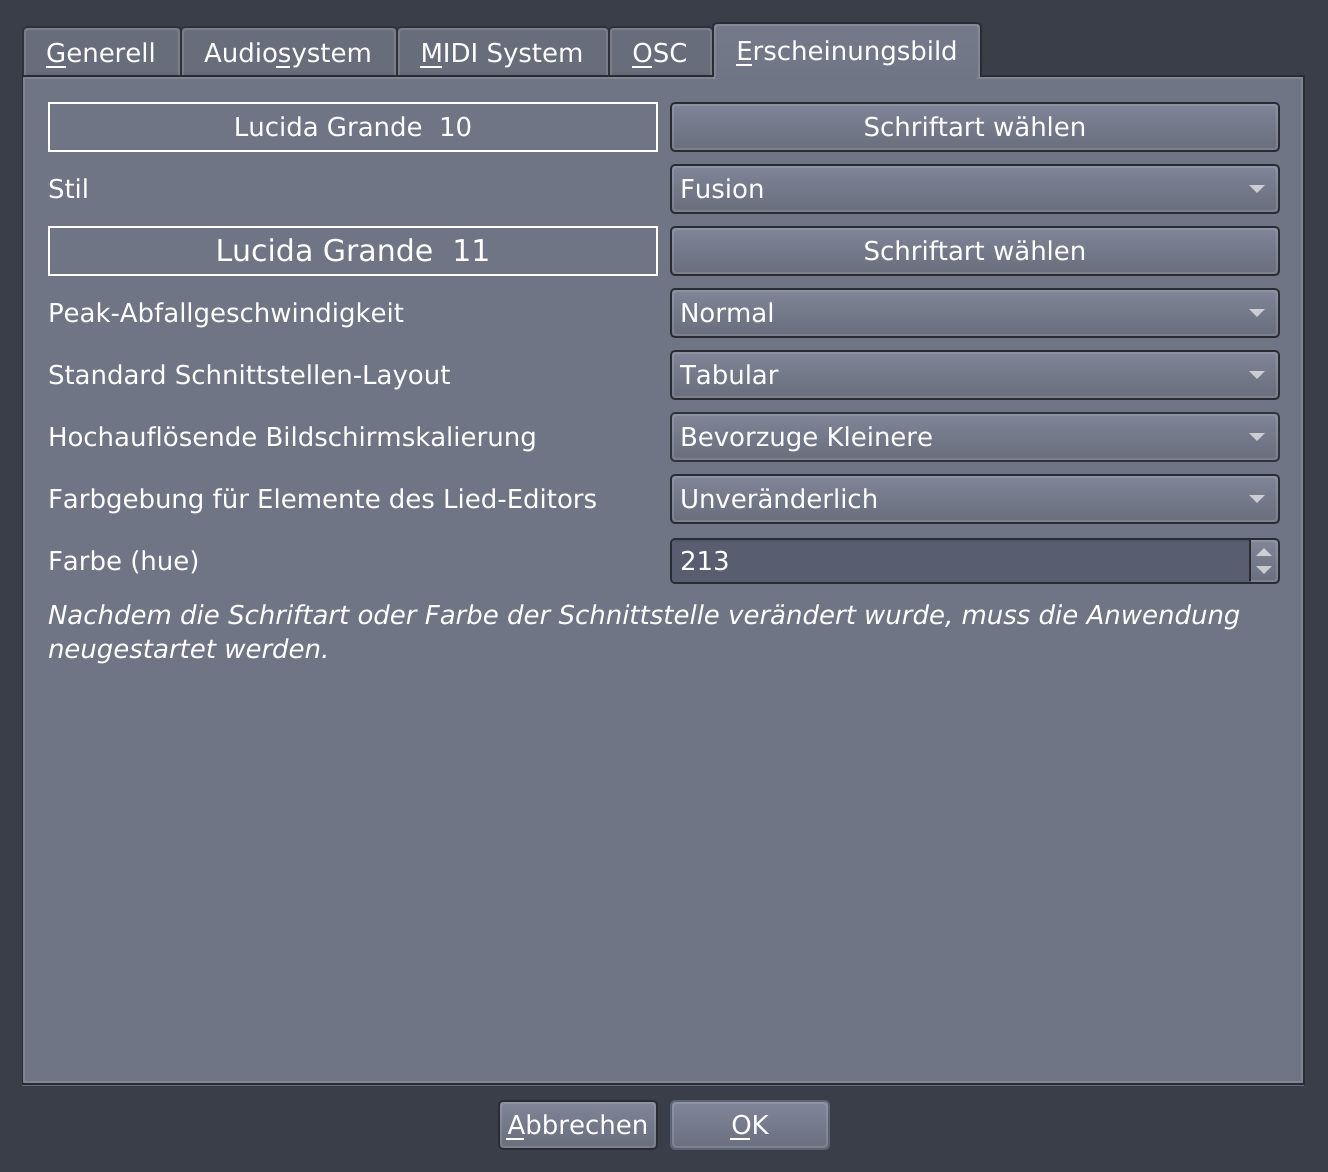 Generell Audiosystem MIDI System OSC Erscheinungsbild
Lucida Grande  10 Schriftart wählen
Stil Fusion
Lucida Grande  11 Schriftart wählen
Peak-Abfallgeschwindigkeit Normal
Standard Schnittstellen-Layout Tabular
Hochauflösende Bildschirmskalierung Bevorzuge Kleinere
Farbgebung für Elemente des Lied-Editors Unveränderlich
Farbe (hue) 213
Nachdem die Schriftart oder Farbe der Schnittstelle verändert wurde, muss die Anwendung
neugestartet werden.
Abbrechen OK